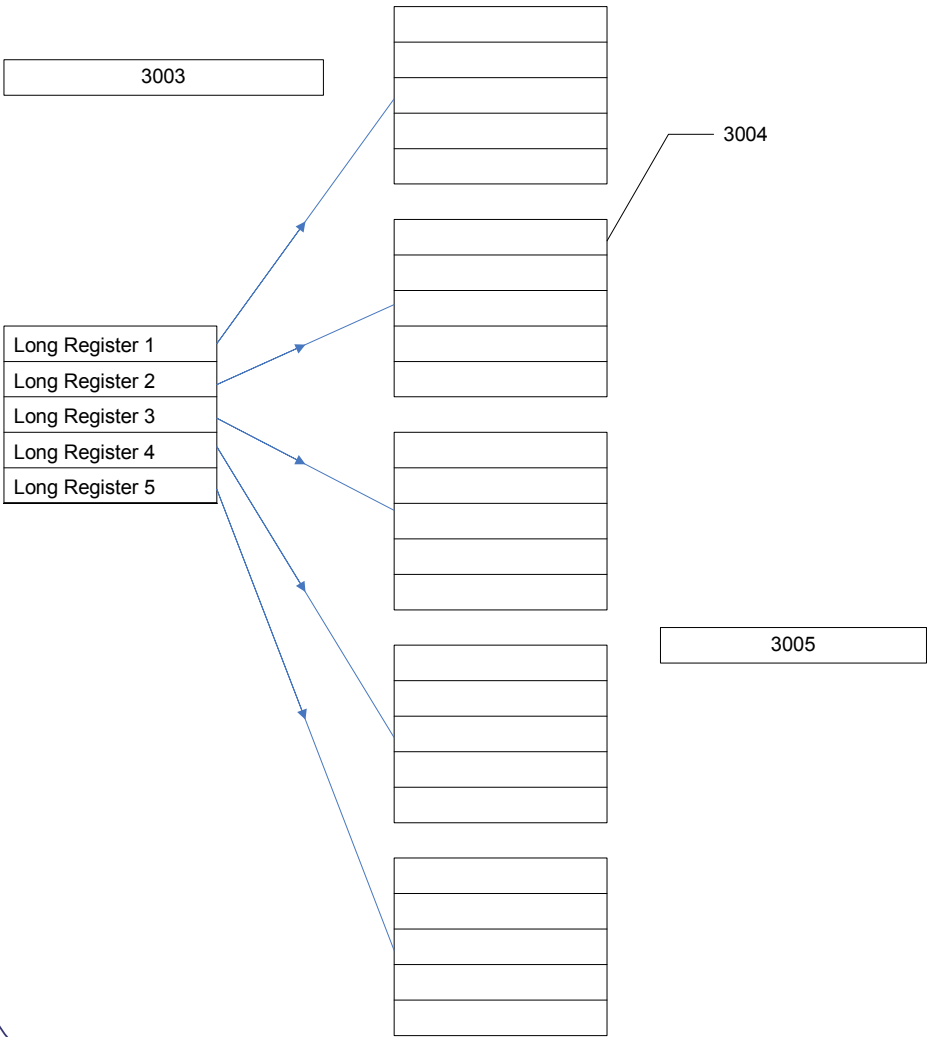 3003
3004
Long Register 1
Long Register 2
Long Register 3
Long Register 4
Long Register 5
3005